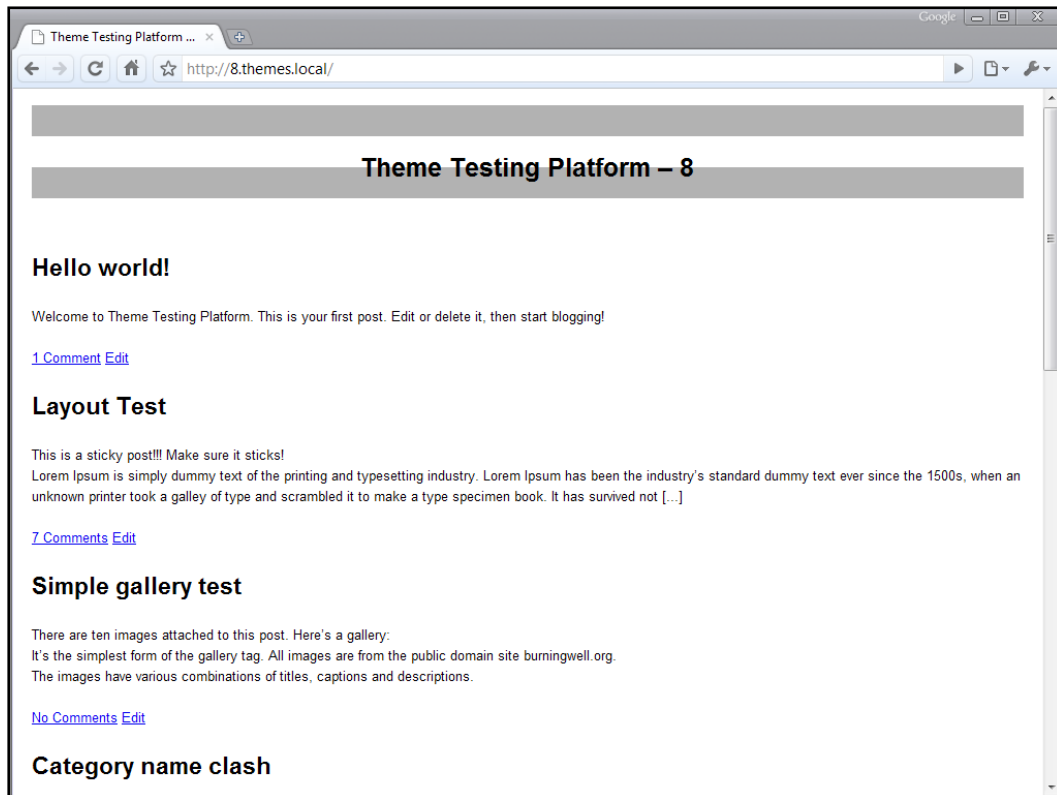 Google
Theme Testing Platform ...
http://8.themes.local/
Theme Testing Platform – 8
Hello world!
Welcome to Theme Testing Platform. This is your first post. Edit or delete it, then start blogging!
1 Comment Edit
Layout Test
This is a sticky post!!! Make sure it sticks!
Lorem Ipsum is simply dummy text of the printing and typesetting industry. Lorem Ipsum has been the industry’s standard dummy text ever since the 1500s, when an
unknown printer took a galley of type and scrambled it to make a type specimen book. It has survived not [...]
7 Comments Edit
Simple gallery test
There are ten images attached to this post. Here’s a gallery:
It’s the simplest form of the gallery tag. All images are from the public domain site burningwell.org.
The images have various combinations of titles, captions and descriptions.
No Comments Edit
Category name clash